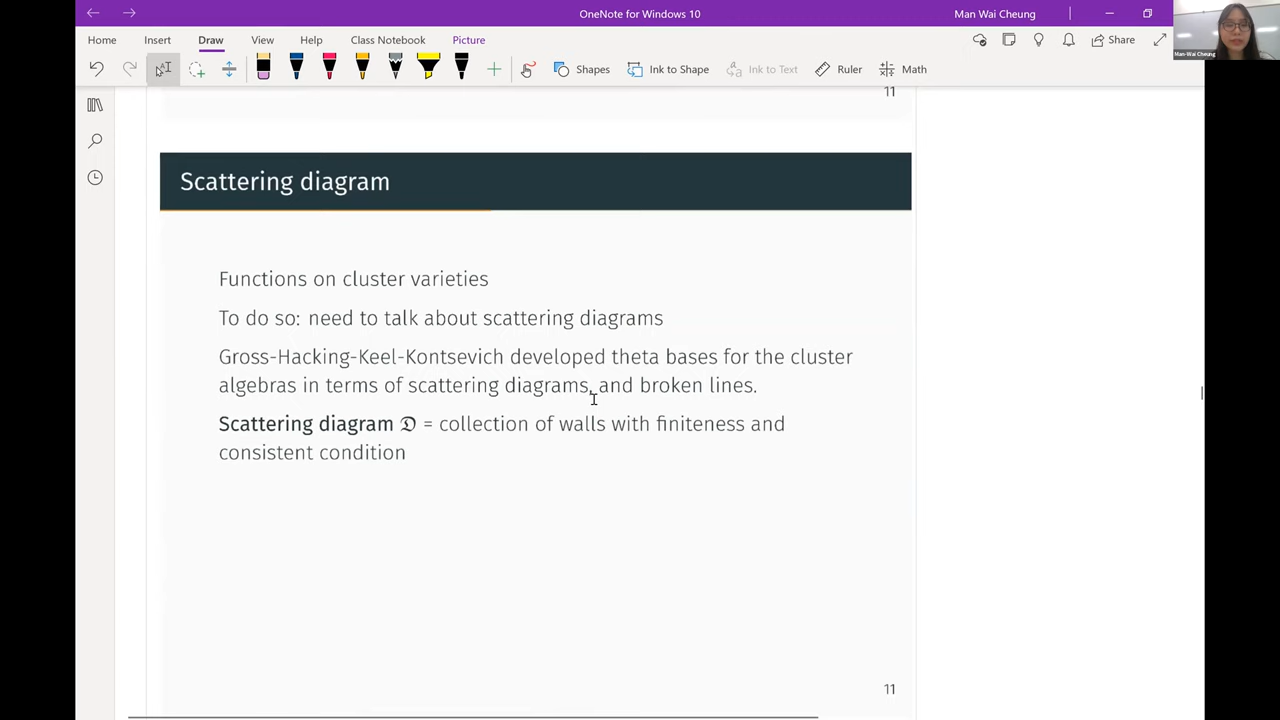 OneNote for Windows 10
Man Wai Cheung
Man-Wai Cheung
Home Insert Draw View Help Class Notebook Picture
Share
Shapes Ink to Shape Ink to Text Ruler Math
11
Scattering diagram
Functions on cluster varieties
To do so: need to talk about scattering diagrams
Gross-Hacking-Keel-Kontsevich developed theta bases for the cluster
algebras in terms of scattering diagrams, and broken lines.
Scattering diagram 𝔇 = collection of walls with finiteness and
consistent condition
11